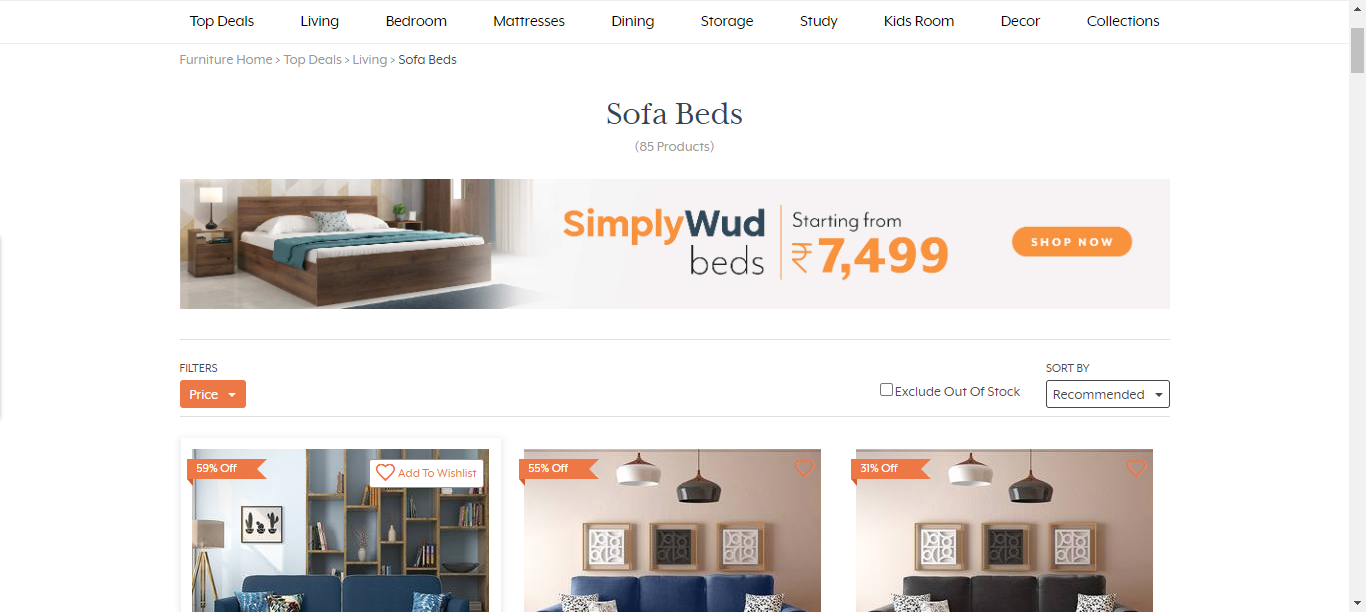 Top Deals Living Bedroom Mattresses Dining Storage Study Kids Room Decor Collections
Furniture Home > Top Deals > Living > Sofa Beds
Sofa Beds
(85 Products)
SimplyWud
beds
Starting from
₹7,499
SHOP NOW
FILTERS
Price
Exclude Out Of Stock
SORT BY
Recommended
59% Off
Add To Wishlist
55% Off
31% Off